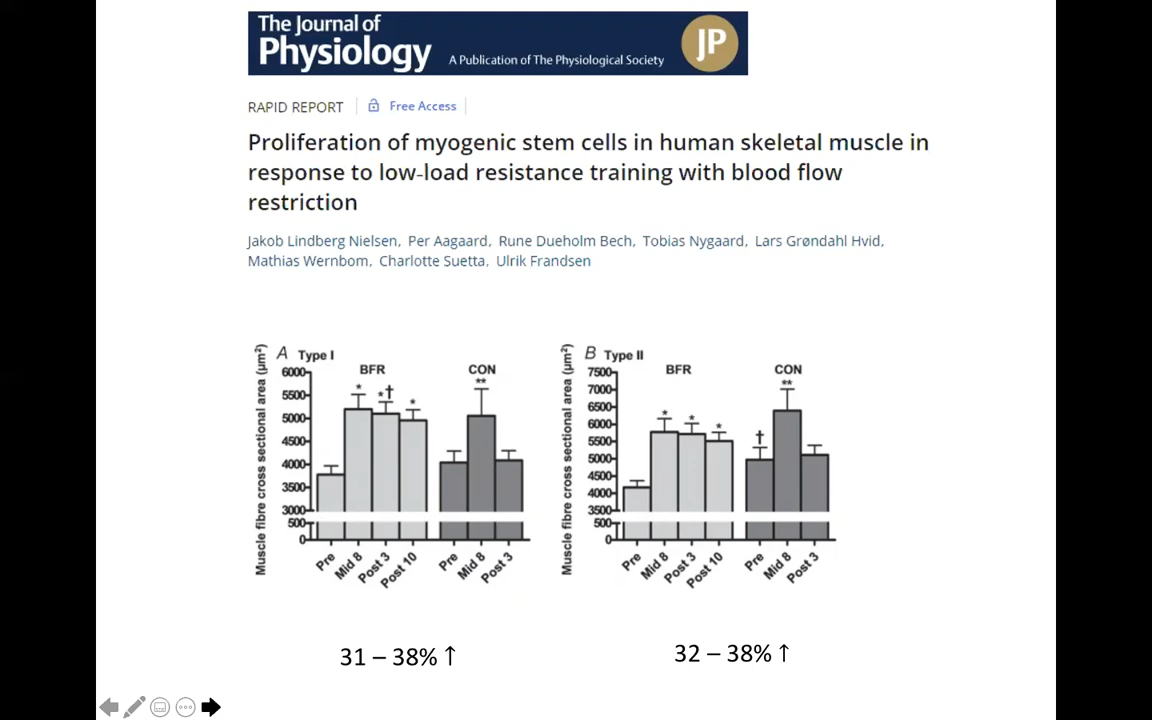 The Journal of
Physiology
A Publication of The Physiological Society
JP
RAPID REPORT
Free Access
Proliferation of myogenic stem cells in human skeletal muscle in
response to low-load resistance training with blood flow
restriction
Jakob Lindberg Nielsen, Per Aagaard, Rune Dueholm Bech, Tobias Nygaard, Lars Grøndahl Hvid,
Mathias Wernbom, Charlotte Suetta, Ulrik Frandsen
A Type I
BFR
CON
Muscle fibre cross sectional area (μm²)
6000
5500
5000
4500
4000
3500
3000
500
0
*
*†
*
**
Pre
Mid 8
Post 3
Post 10
Pre
Mid 8
Post 3
B Type II
BFR
CON
Muscle fibre cross sectional area (μm²)
7500
7000
6500
6000
5500
5000
4500
4000
3500
500
0
*
*
*
†
**
Pre
Mid 8
Post 3
Post 10
Pre
Mid 8
Post 3
31 – 38% ↑
32 – 38% ↑